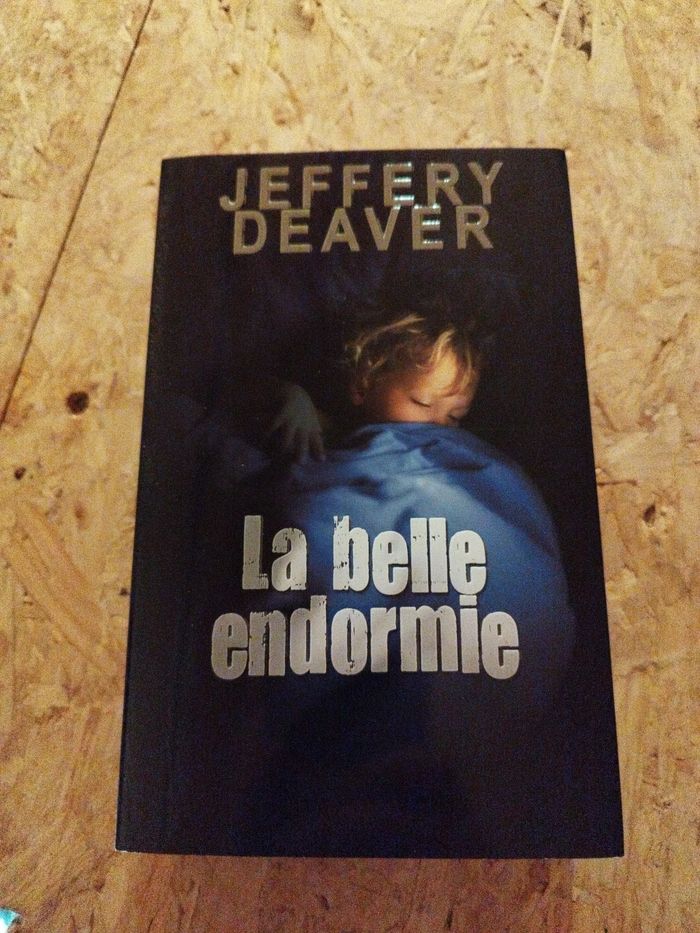 JEFFERY
DEAVER
La belle
endormie